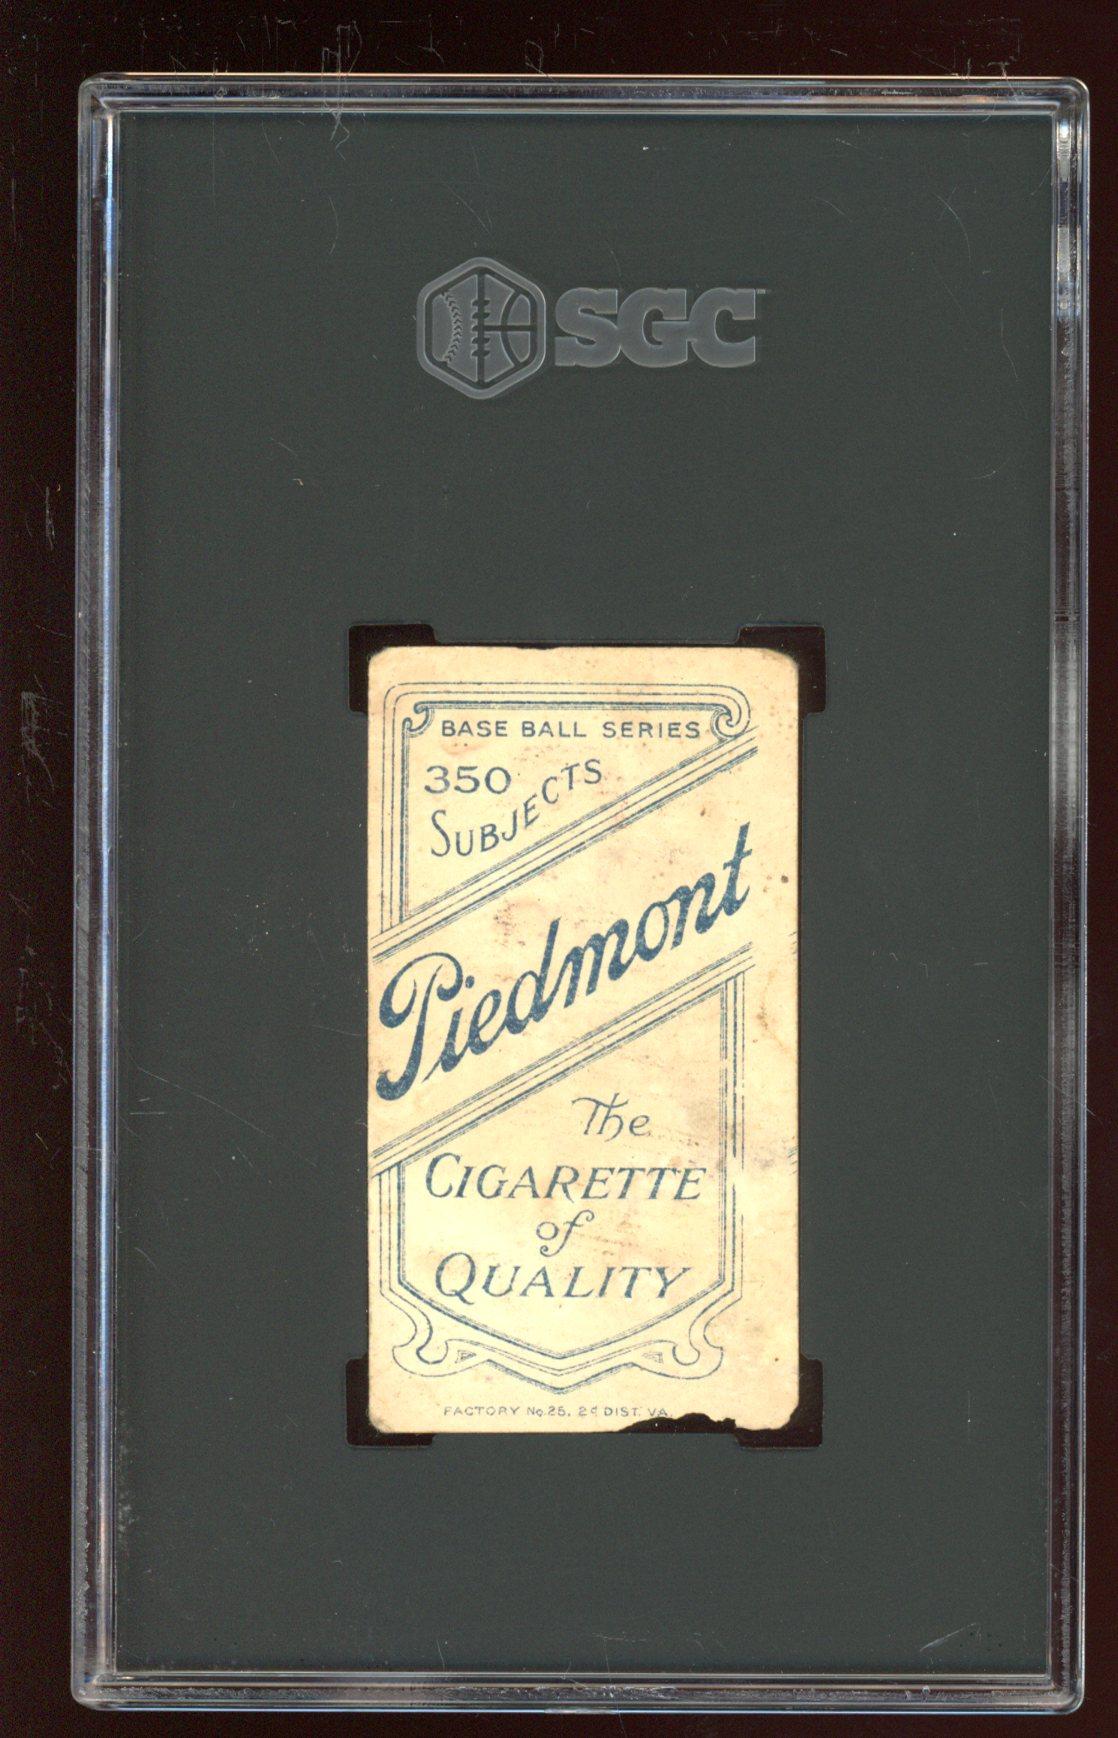 SGC
BASE BALL SERIES
350
SUBJECTS
Piedmont
The
CIGARETTE
of
QUALITY
FACTORY No. 25, 2d DIST. VA.